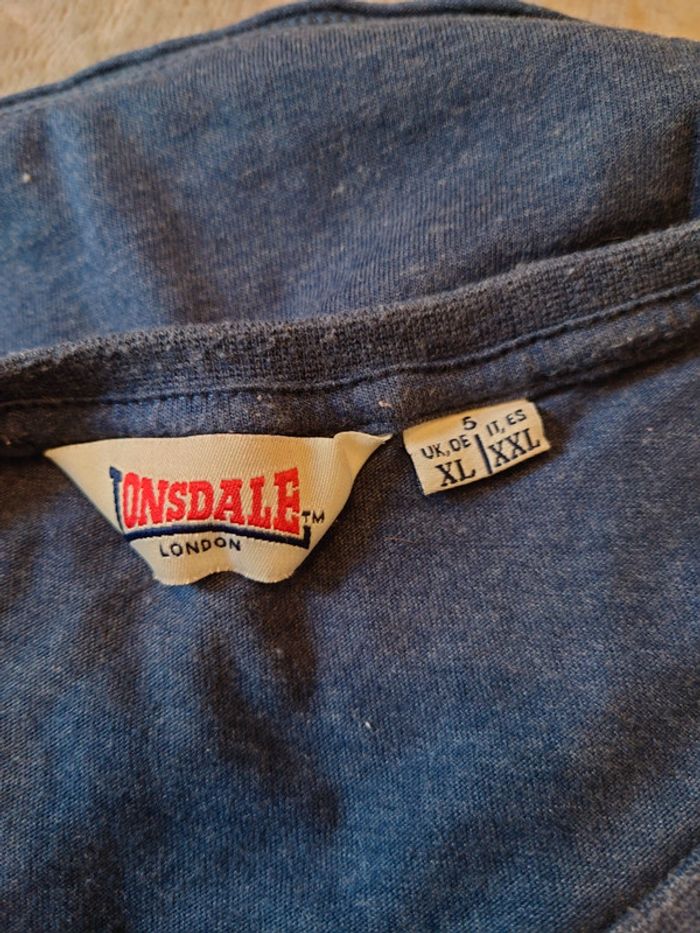 LONSDALE™
LONDON
5
UK, DE | IT, ES
XL | XXL